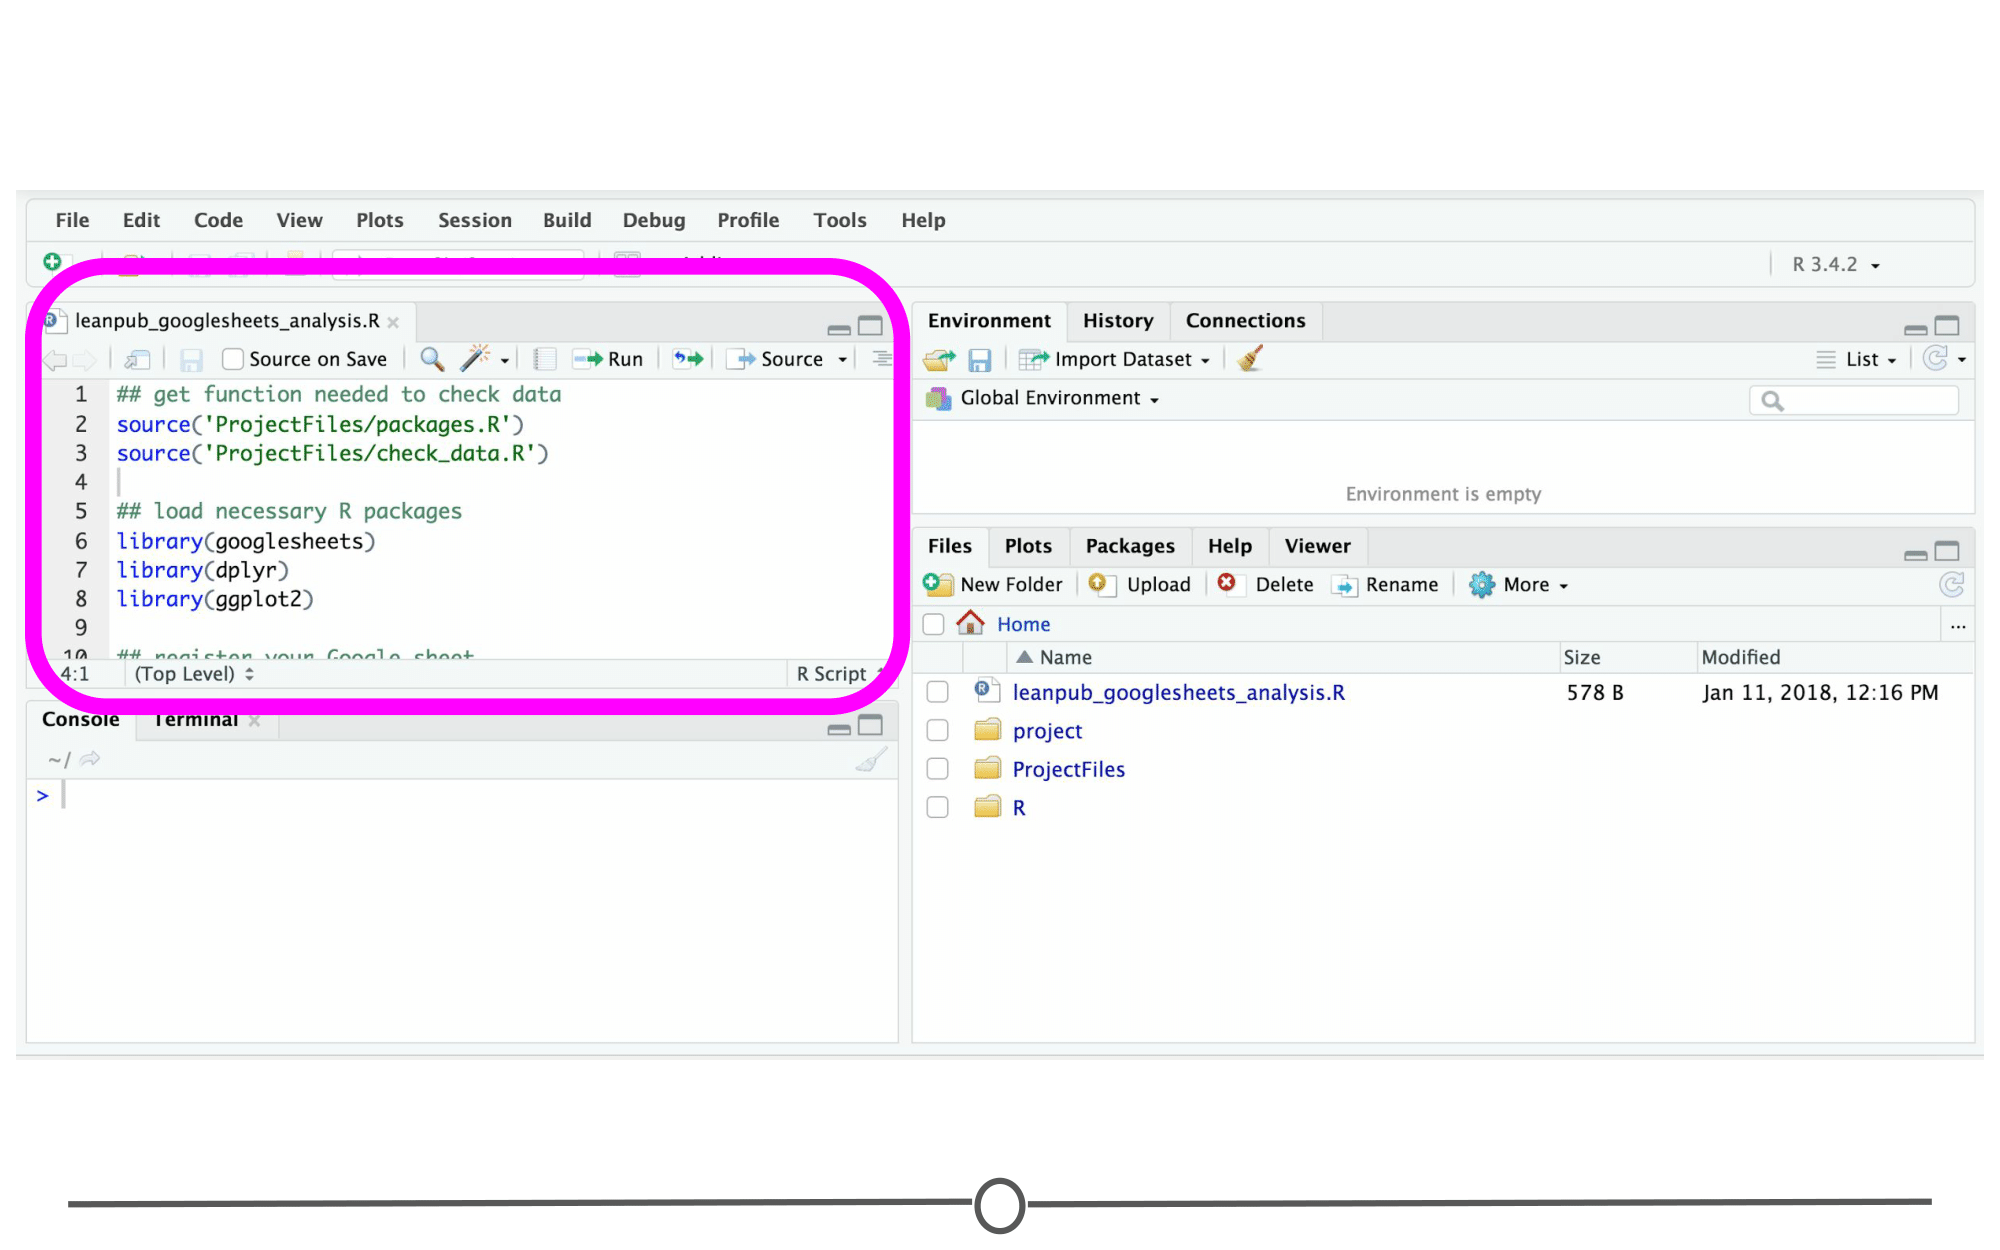 File Edit Code View Plots Session Build Debug Profile Tools Help
R 3.4.2
leanpub_googlesheets_analysis.R
Source on Save Run Source
1 ## get function needed to check data
2 source('ProjectFiles/packages.R')
3 source('ProjectFiles/check_data.R')
4
5 ## load necessary R packages
6 library(googlesheets)
7 library(dplyr)
8 library(ggplot2)
9
10 ## register your Google sheet
4:1 (Top Level) R Script
Console Terminal
~/
>
Environment History Connections
Import Dataset List
Global Environment
Environment is empty
Files Plots Packages Help Viewer
New Folder Upload Delete Rename More
Home ...
Name Size Modified
leanpub_googlesheets_analysis.R 578 B Jan 11, 2018, 12:16 PM
project
ProjectFiles
R